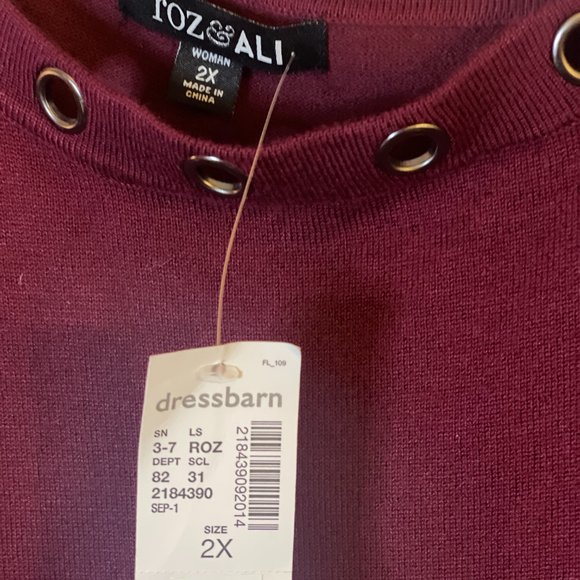 roz&ALI
WOMAN
2X
MADE IN
CHINA
FL_109
dressbarn
SN LS
3-7 ROZ
DEPT SCL
82 31
2184390
SEP-1
SIZE
2X
2184390092014